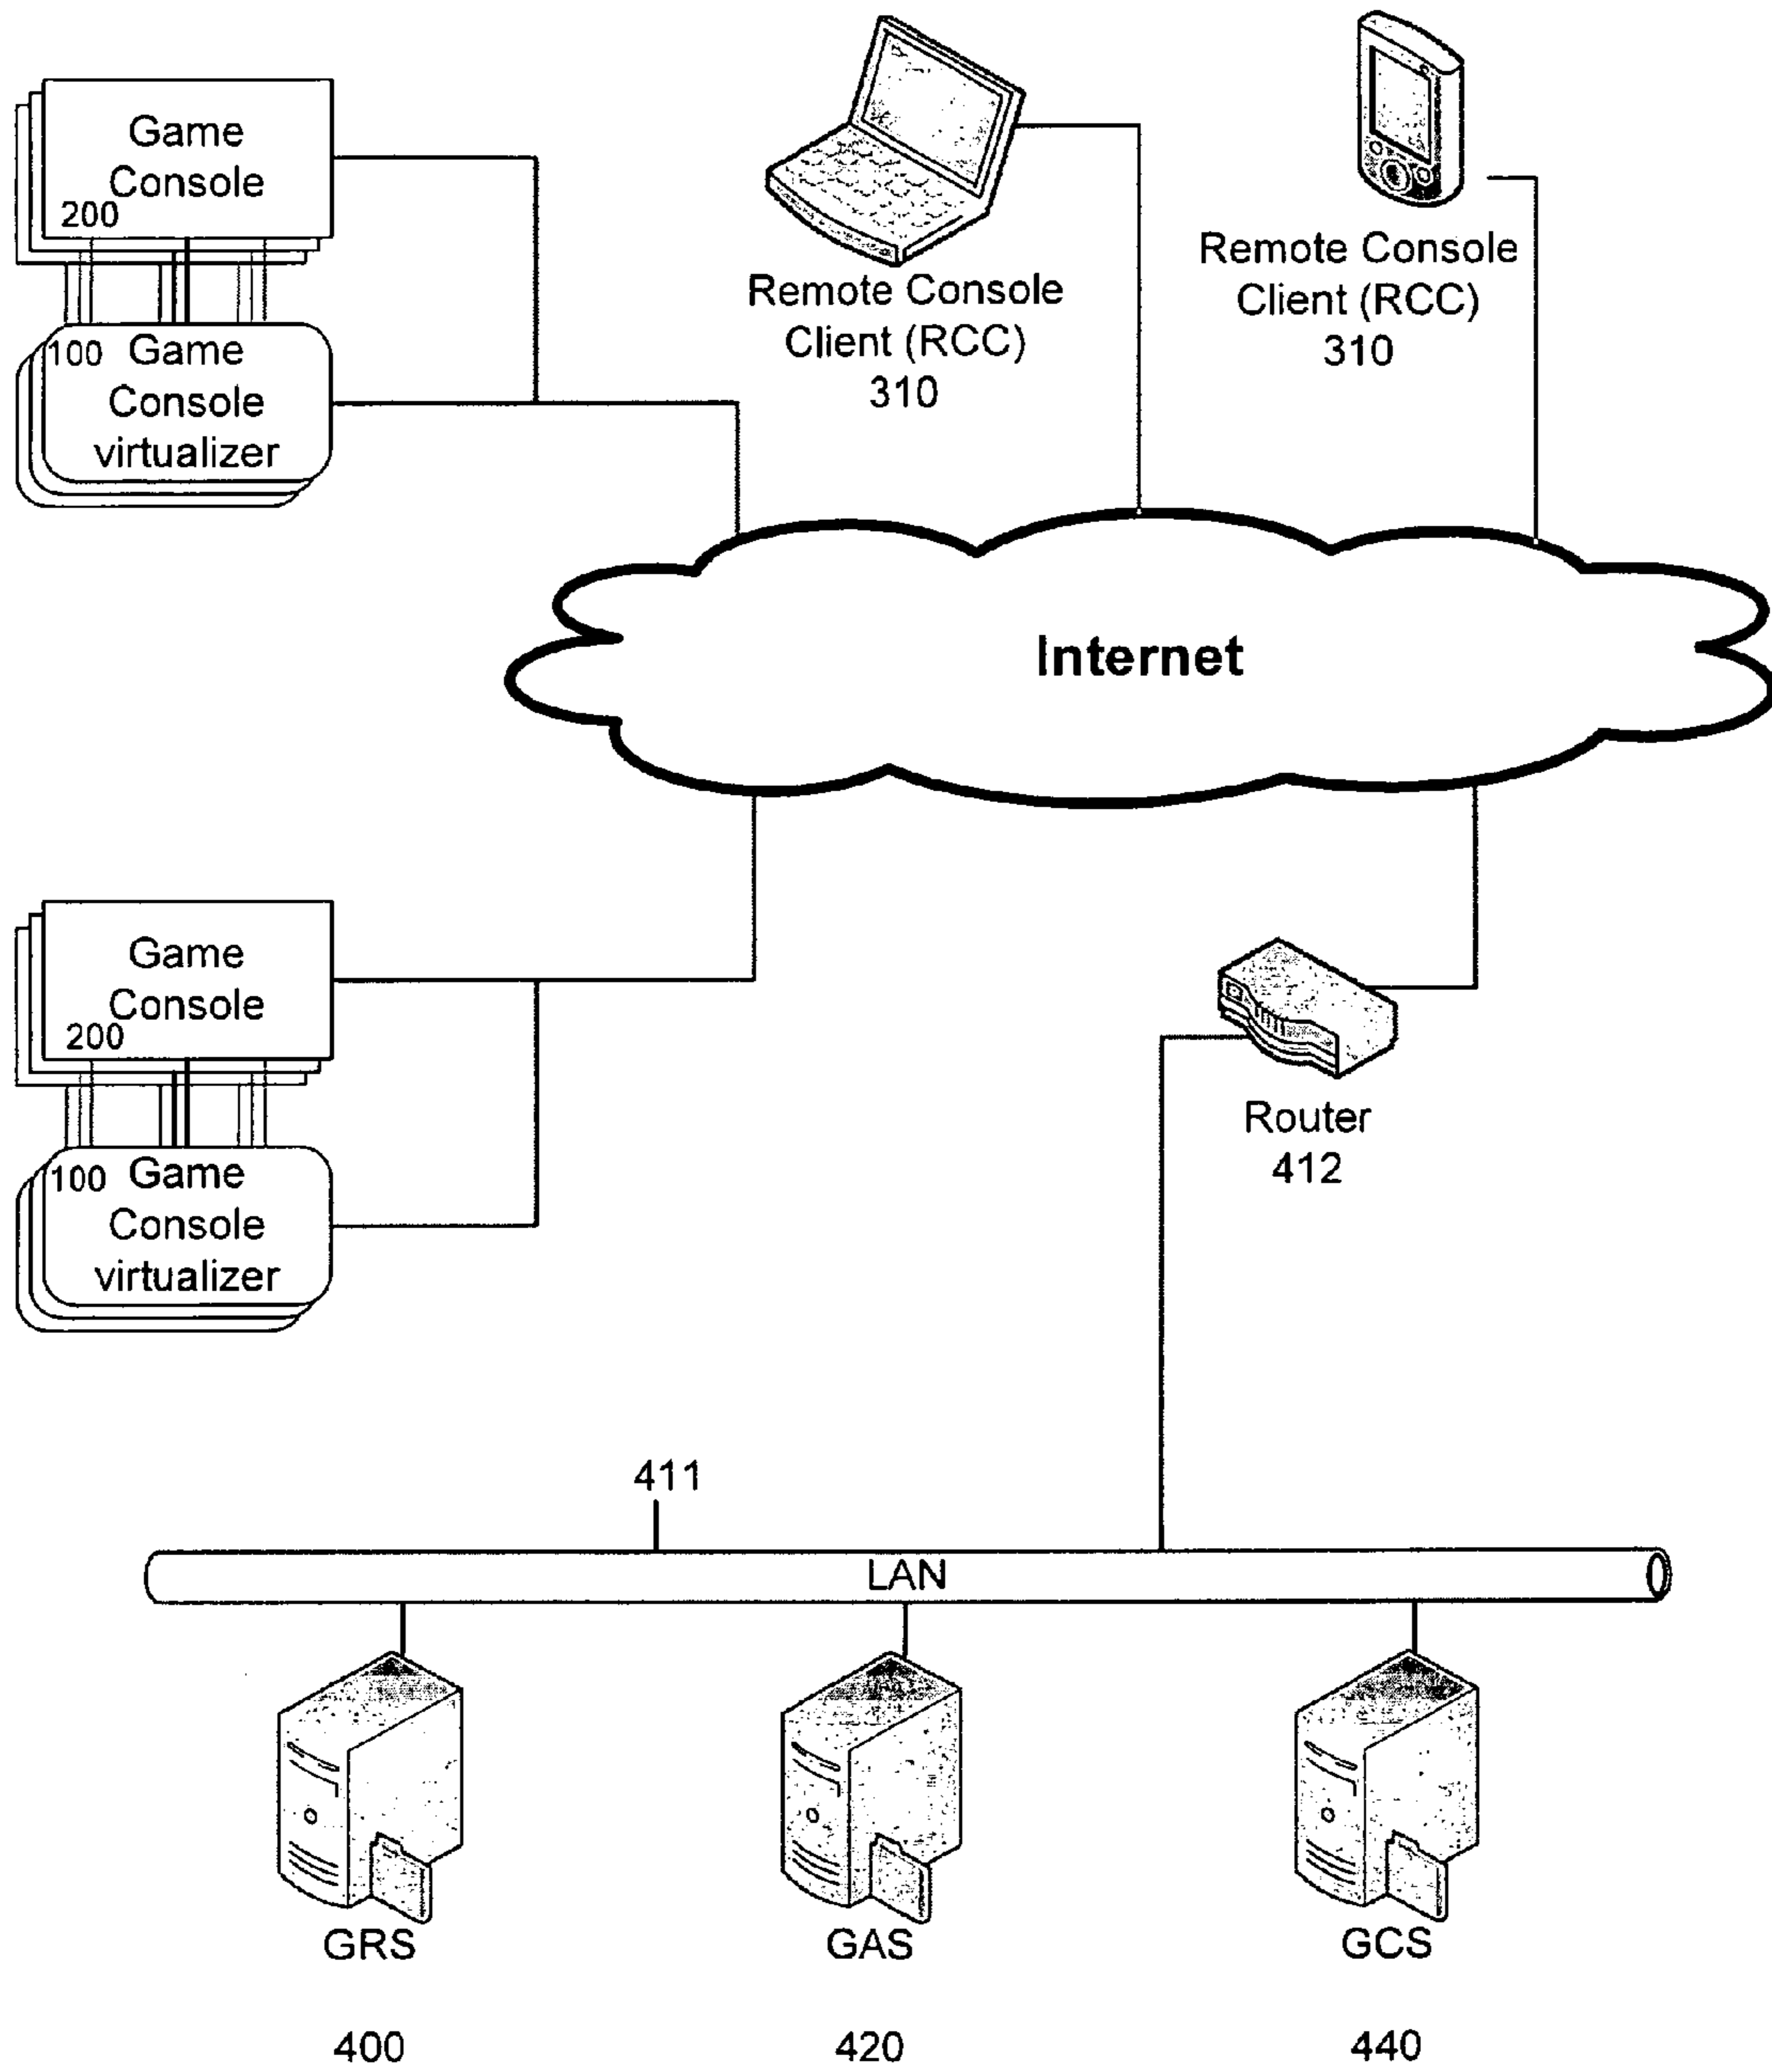 Game
Console
200
100 Game
Console
virtualizer
Remote Console
Client (RCC)
310
Remote Console
Client (RCC)
310
Internet
Game
Console
200
100 Game
Console
virtualizer
Router
412
411
LAN
GRS
GAS
GCS
400
420
440